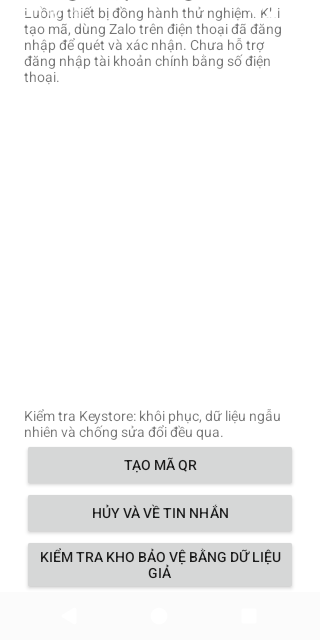 Luồng thiết bị đồng hành thử nghiệm. Khi
tạo mã, dùng Zalo trên điện thoại đã đăng
nhập để quét và xác nhận. Chưa hỗ trợ
đăng nhập tài khoản chính bằng số điện
thoại.
Kiểm tra Keystore: khôi phục, dữ liệu ngẫu
nhiên và chống sửa đổi đều qua.
TẠO MÃ QR
HỦY VÀ VỀ TIN NHẮN
KIỂM TRA KHO BẢO VỆ BẰNG DỮ LIỆU
GIẢ